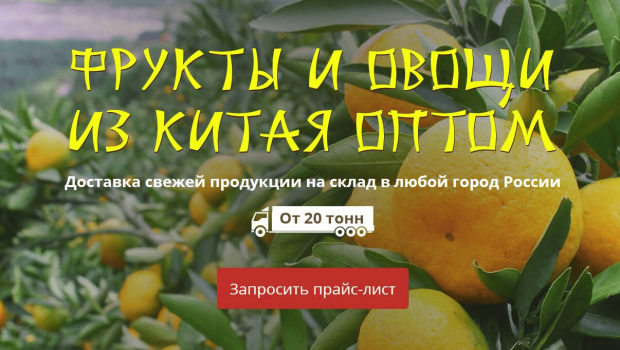 ФРУКТЫ И ОВОЩИ
ИЗ КИТАЯ ОПТОМ
Доставка свежей продукции на склад в любой город России
От 20 тонн
Запросить прайс-лист